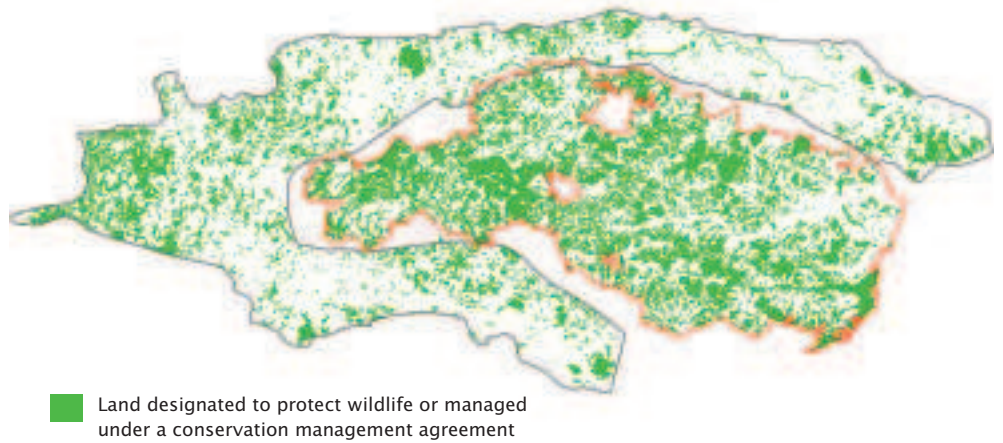 Land designated to protect wildlife or managed
under a conservation management agreement